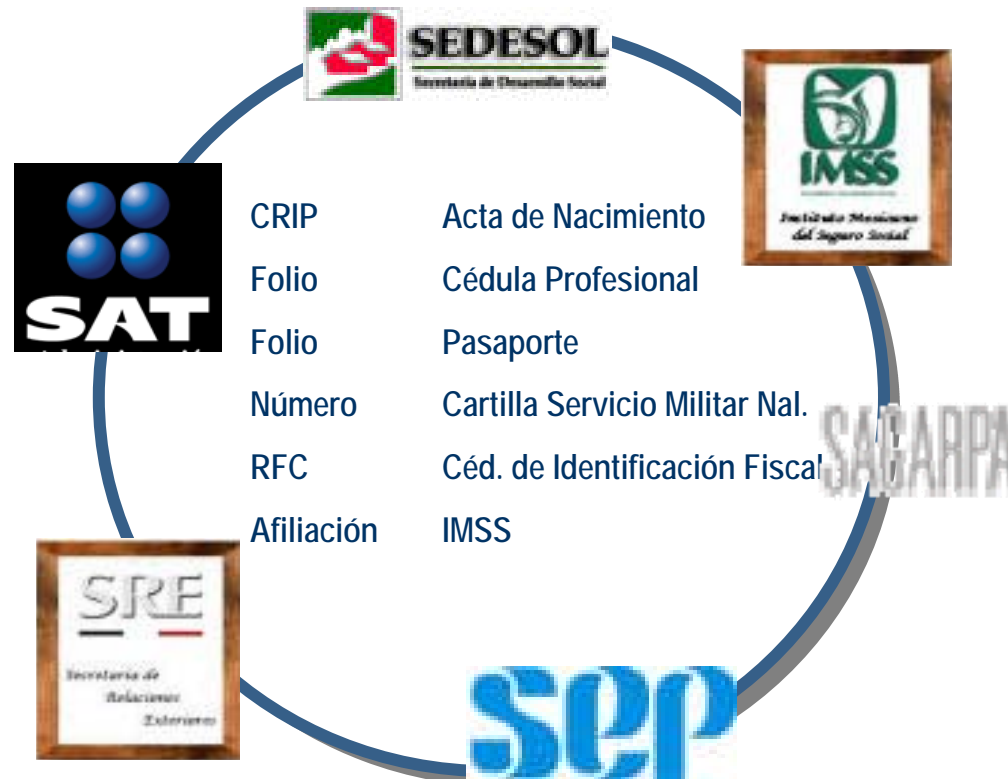 SEDESOL
Secretaría de Desarrollo Social
IMSS
Instituto Mexicano
del Seguro Social
SAT
CRIP Acta de Nacimiento
Folio Cédula Profesional
Folio Pasaporte
Número Cartilla Servicio Militar Nal.
RFC Céd. de Identificación Fiscal
Afiliación IMSS
SAGARPA
SRE
Secretaría de
Relaciones
Exteriores
sep